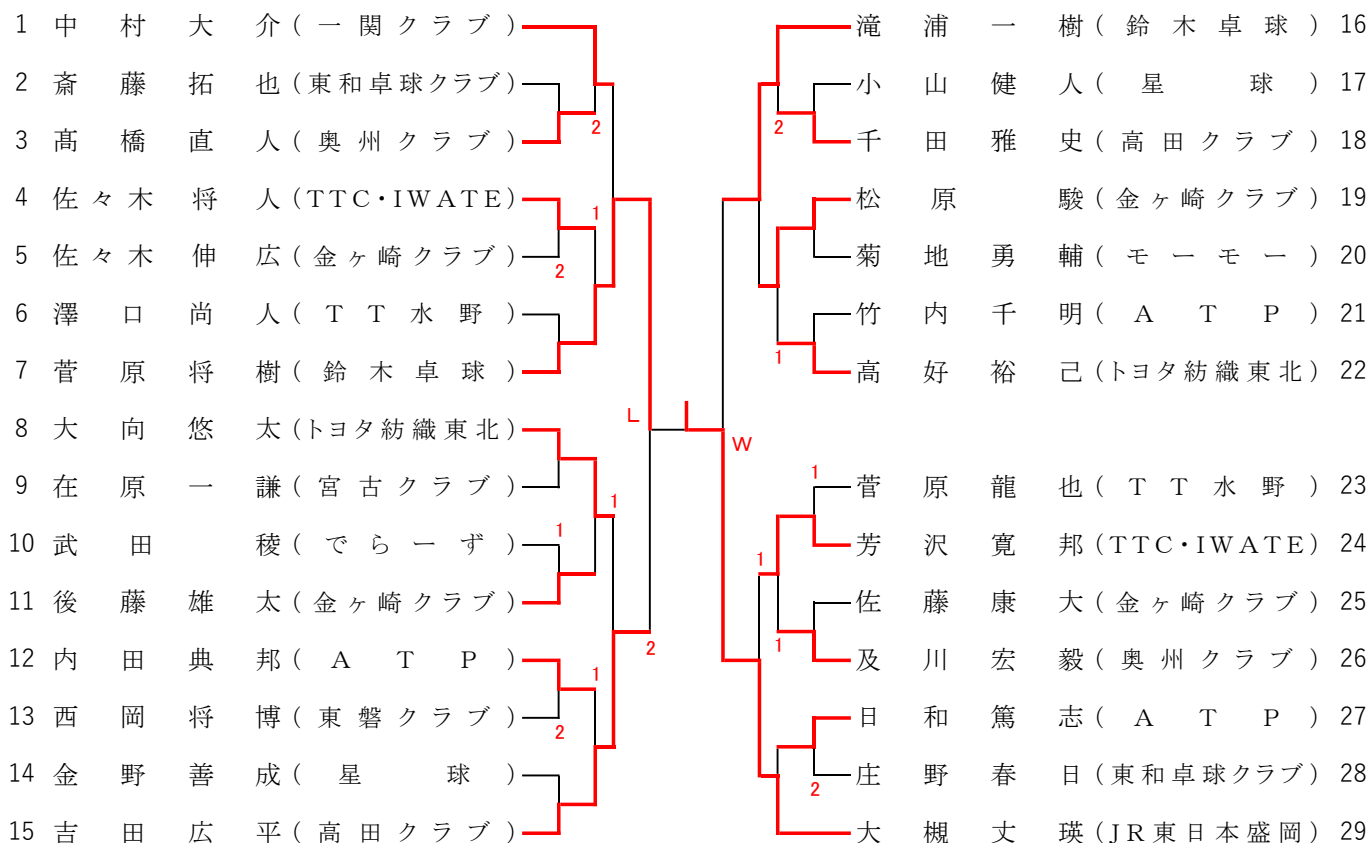 1 中村大介(一関クラブ)
2 斎藤拓也(東和卓球クラブ)
2
3 髙橋直人(奥州クラブ)
4 佐々木将人(TTC・IWATE)
1
5 佐々木伸広(金ヶ崎クラブ)
2
6 澤口尚人(TT水野)
7 菅原将樹(鈴木卓球)
8 大向悠太(トヨタ紡織東北)
L
9 在原一謙(宮古クラブ)
1
1
10 武田稜(でらーず)
11 後藤雄太(金ヶ崎クラブ)
2
12 内田典邦(ATP)
1
13 西岡将博(東磐クラブ)
2
14 金野善成(星球)
15 吉田広平(高田クラブ)
滝浦一樹(鈴木卓球) 16
小山健人(星球) 17
2
千田雅史(高田クラブ) 18
松原駿(金ヶ崎クラブ) 19
菊地勇輔(モーモー) 20
竹内千明(ATP) 21
1
高好裕己(トヨタ紡織東北) 22
W
1
菅原龍也(TT水野) 23
芳沢寛邦(TTC・IWATE) 24
1
佐藤康大(金ヶ崎クラブ) 25
1
及川宏毅(奥州クラブ) 26
日和篤志(ATP) 27
庄野春日(東和卓球クラブ) 28
2
大槻丈瑛(JR東日本盛岡) 29